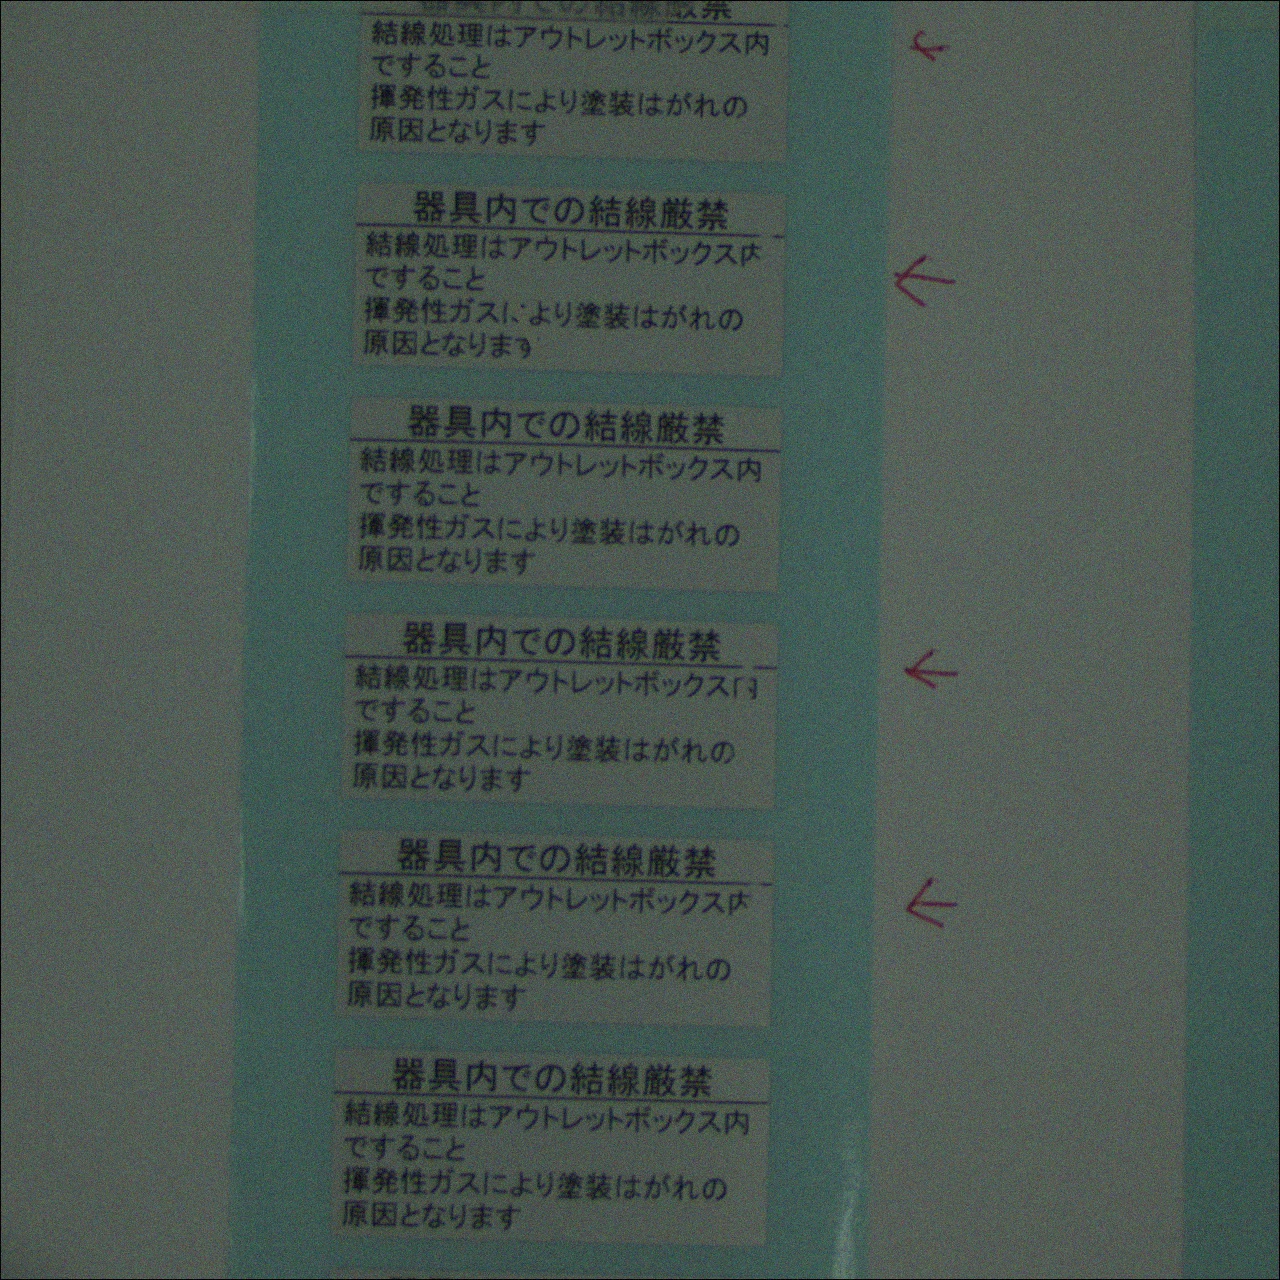 器具内での結線厳禁
結線処理はアウトレットボックス内
ですること
揮発性ガスにより塗装はがれの
原因となります
器具内での結線厳禁
結線処理はアウトレットボックス内
ですること
揮発性ガスにより塗装はがれの
原因となります
器具内での結線厳禁
結線処理はアウトレットボックス内
ですること
揮発性ガスにより塗装はがれの
原因となります
器具内での結線厳禁
結線処理はアウトレットボックス内
ですること
揮発性ガスにより塗装はがれの
原因となります
器具内での結線厳禁
結線処理はアウトレットボックス内
ですること
揮発性ガスにより塗装はがれの
原因となります
器具内での結線厳禁
結線処理はアウトレットボックス内
ですること
揮発性ガスにより塗装はがれの
原因となります